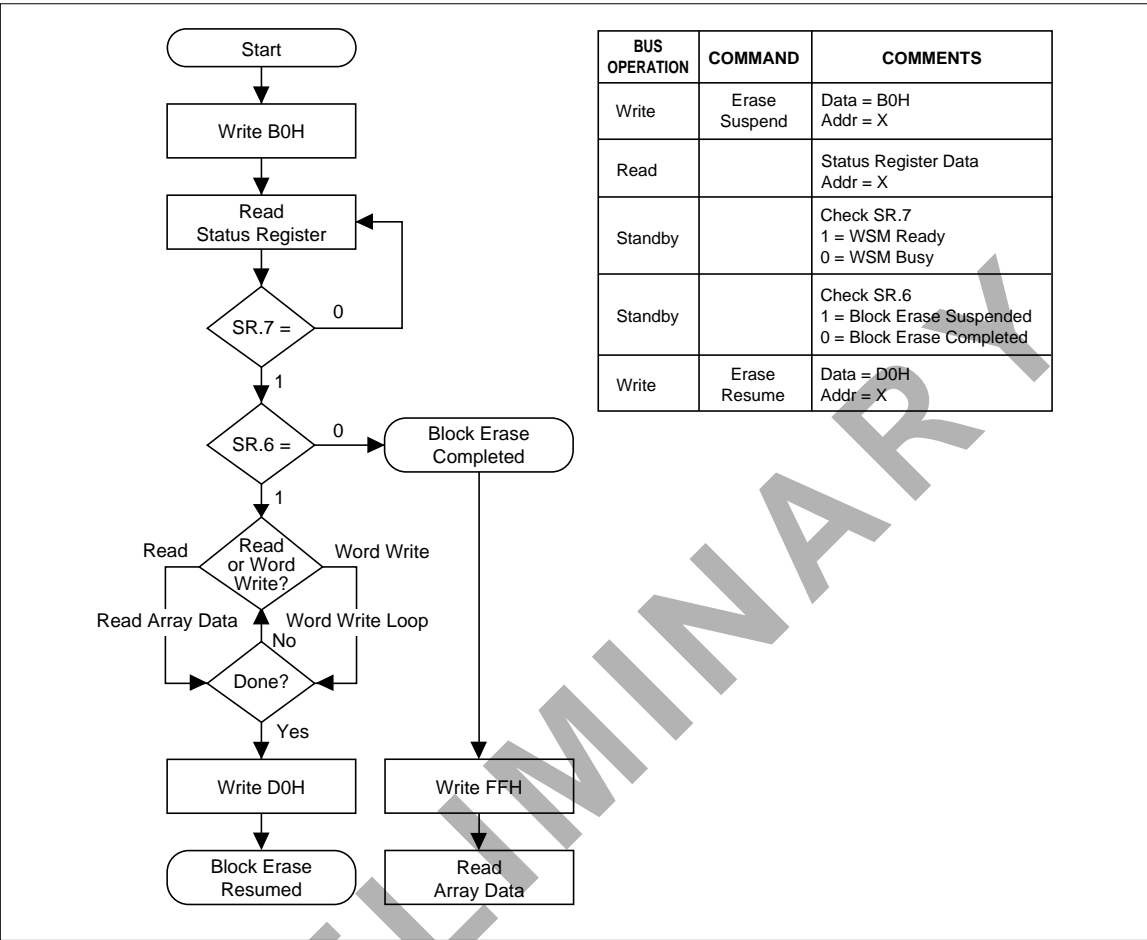 Start
Write B0H
Read
Status Register
SR.7 =
0
1
SR.6 =
0
Block Erase
Completed
1
Read
Read
or Word
Write?
Word Write
Read Array Data
Word Write Loop
No
Done?
Yes
Write D0H
Write FFH
Block Erase
Resumed
Read
Array Data
BUS
OPERATION
COMMAND
COMMENTS
Write
Erase
Suspend
Data = B0H
Addr = X
Read
Status Register Data
Addr = X
Standby
Check SR.7
1 = WSM Ready
0 = WSM Busy
Standby
Check SR.6
1 = Block Erase Suspended
0 = Block Erase Completed
Write
Erase
Resume
Data = D0H
Addr = X
ELIMINARY